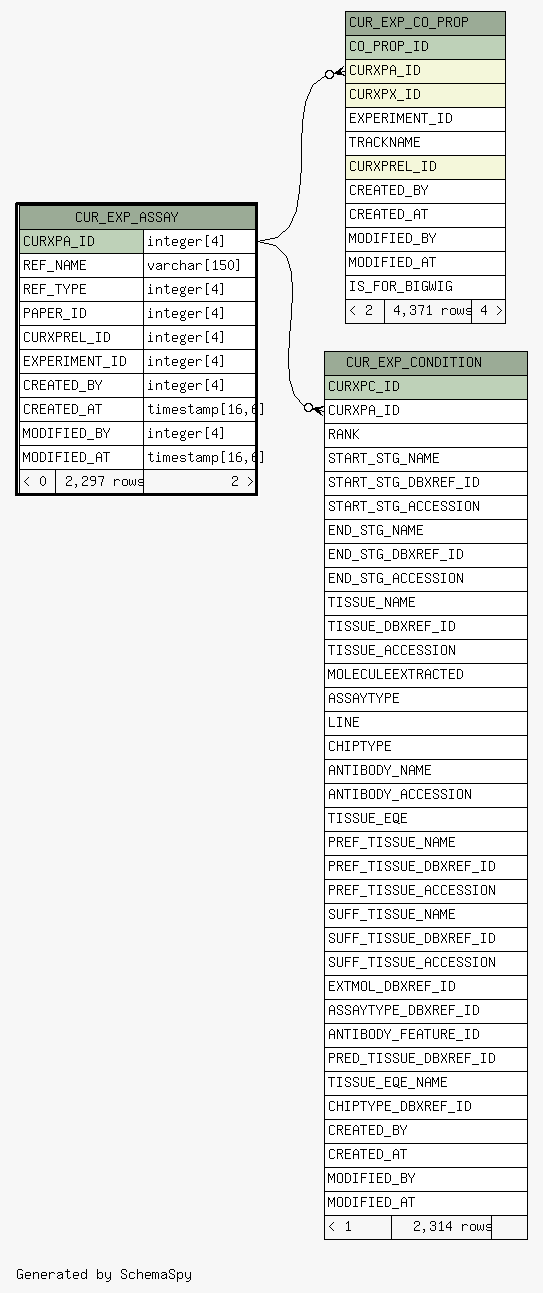 CUR_EXP_CO_PROP
CO_PROP_ID
CURXPA_ID
CURXPX_ID
EXPERIMENT_ID
TRACKNAME
CURXPREL_ID
CREATED_BY
CREATED_AT
MODIFIED_BY
MODIFIED_AT
IS_FOR_BIGWIG
< 2 4,371 rows 4 >
CUR_EXP_ASSAY
CURXPA_ID integer[4]
REF_NAME varchar[150]
REF_TYPE integer[4]
PAPER_ID integer[4]
CURXPREL_ID integer[4]
EXPERIMENT_ID integer[4]
CREATED_BY integer[4]
CREATED_AT timestamp[16,6]
MODIFIED_BY integer[4]
MODIFIED_AT timestamp[16,6]
< 0 2,297 rows 2 >
CUR_EXP_CONDITION
CURXPC_ID
CURXPA_ID
RANK
START_STG_NAME
START_STG_DBXREF_ID
START_STG_ACCESSION
END_STG_NAME
END_STG_DBXREF_ID
END_STG_ACCESSION
TISSUE_NAME
TISSUE_DBXREF_ID
TISSUE_ACCESSION
MOLECULEEXTRACTED
ASSAYTYPE
LINE
CHIPTYPE
ANTIBODY_NAME
ANTIBODY_ACCESSION
TISSUE_EQE
PREF_TISSUE_NAME
PREF_TISSUE_DBXREF_ID
PREF_TISSUE_ACCESSION
SUFF_TISSUE_NAME
SUFF_TISSUE_DBXREF_ID
SUFF_TISSUE_ACCESSION
EXTMOL_DBXREF_ID
ASSAYTYPE_DBXREF_ID
ANTIBODY_FEATURE_ID
PRED_TISSUE_DBXREF_ID
TISSUE_EQE_NAME
CHIPTYPE_DBXREF_ID
CREATED_BY
CREATED_AT
MODIFIED_BY
MODIFIED_AT
< 1 2,314 rows
Generated by SchemaSpy